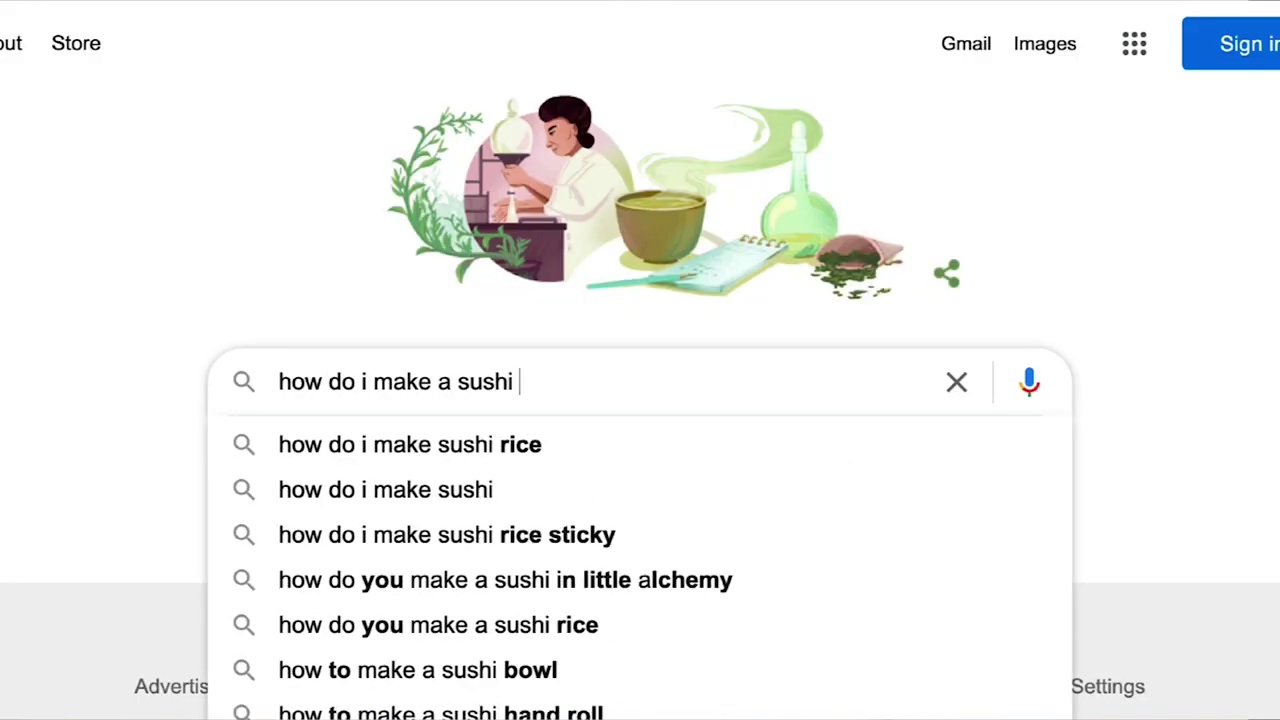 out Store Gmail Images Sign in
how do i make a sushi
how do i make sushi rice
how do i make sushi
how do i make sushi rice sticky
how do you make a sushi in little alchemy
how do you make a sushi rice
how to make a sushi bowl
how to make a sushi hand roll
Advertis Settings